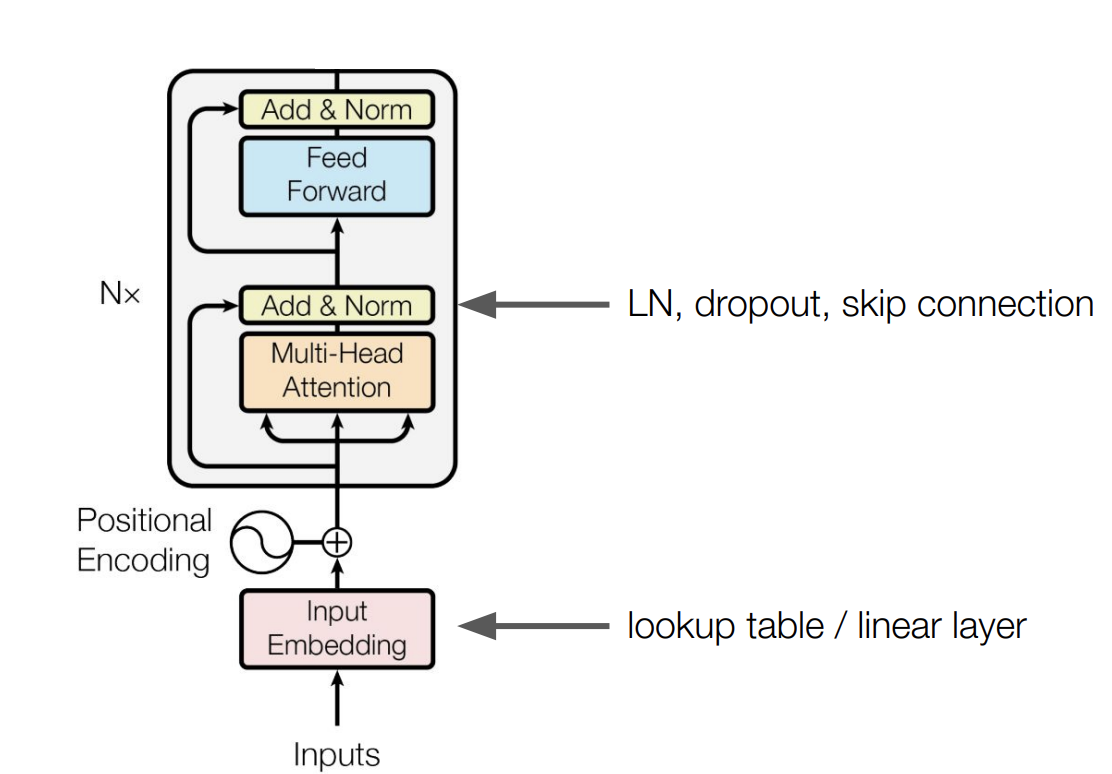 Add & Norm
Feed
Forward
N×
Add & Norm
LN, dropout, skip connection
Multi-Head
Attention
Positional
Encoding
Input
Embedding
lookup table / linear layer
Inputs